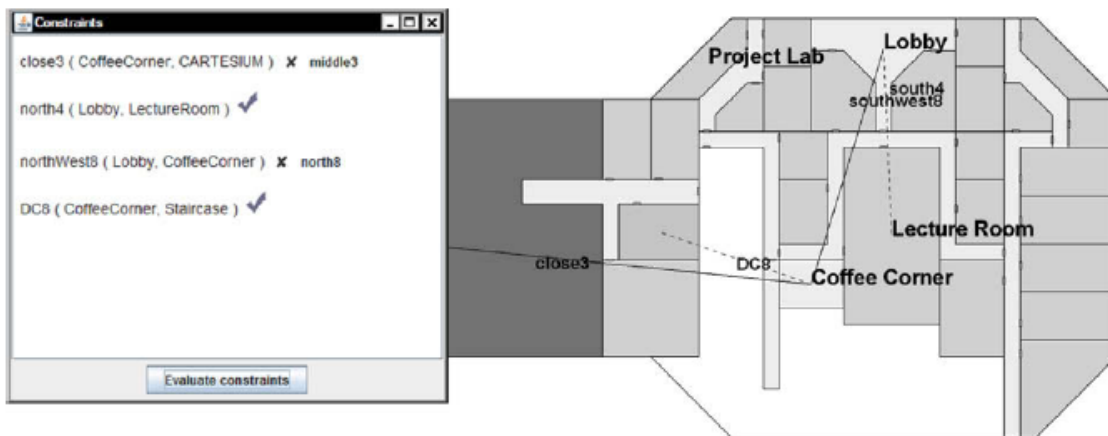 Constraints
close3 ( CoffeeCorner, CARTESIUM ) ✘ middle3
north4 ( Lobby, LectureRoom ) ✔
northWest8 ( Lobby, CoffeeCorner ) ✘ north8
DC8 ( CoffeeCorner, Staircase ) ✔
Evaluate constraints
Lobby
Project Lab
south4
southwest8
Lecture Room
close3
DC8
Coffee Corner